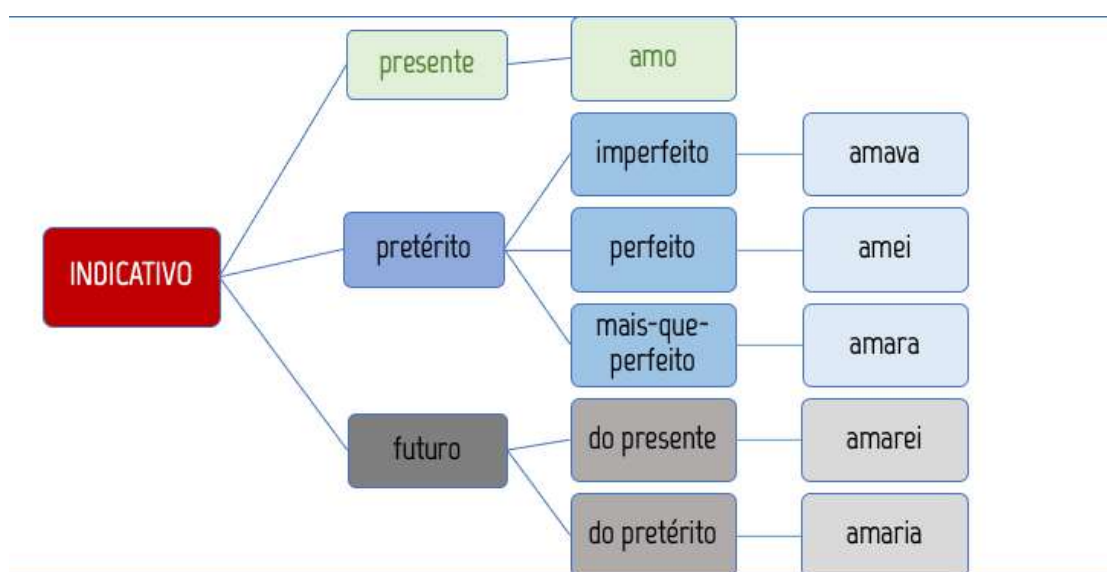 presente
amo
imperfeito
amava
INDICATIVO
pretérito
perfeito
amei
mais-que-
perfeito
amara
futuro
do presente
amarei
do pretérito
amaria